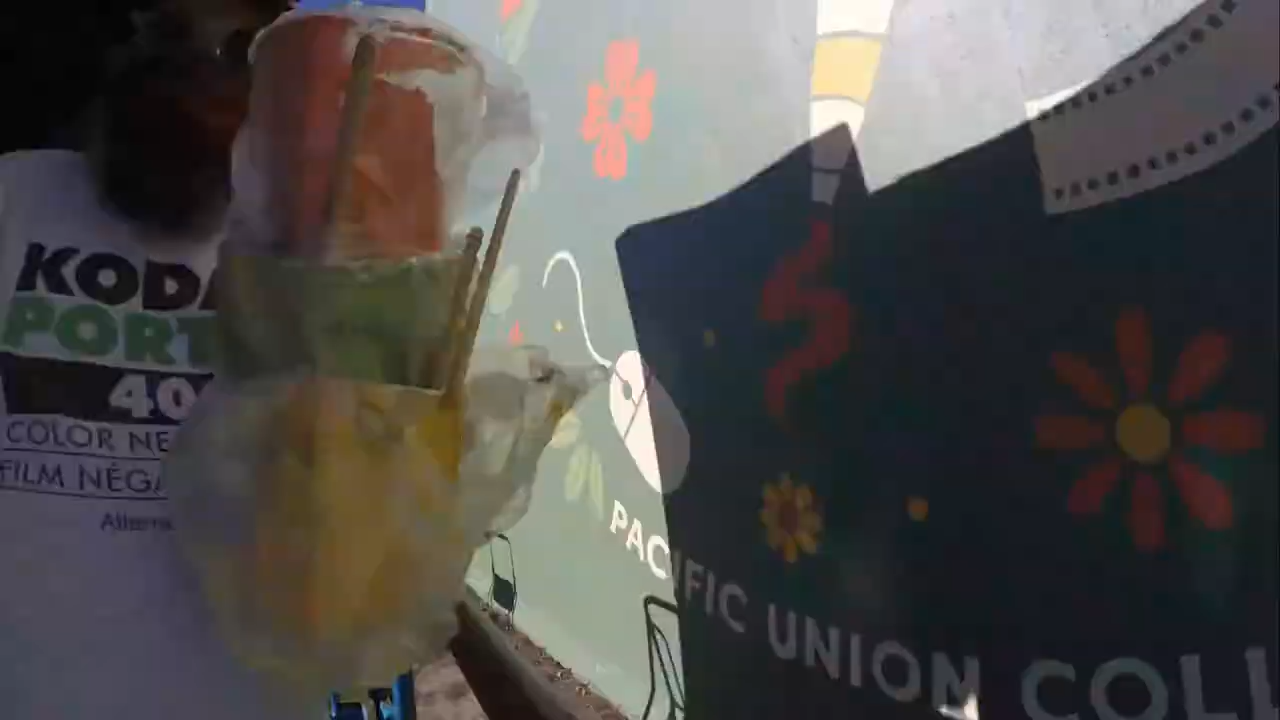 KODA
PORT
40
COLOR NE
FILM NÉGA
PACIFIC UNION COLL